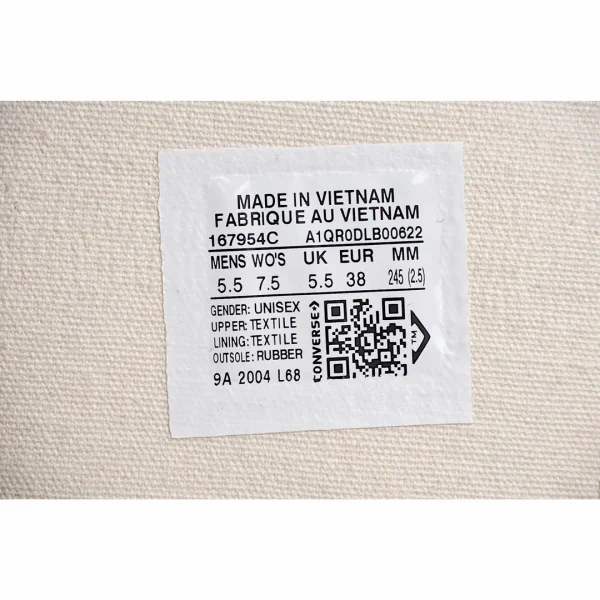 MADE IN VIETNAM
FABRIQUE AU VIETNAM
167954C A1QR0DLB00622
MENS WO'S UK EUR MM
5.5 7.5 5.5 38 245 (2.5)
GENDER: UNISEX
UPPER: TEXTILE
LINING: TEXTILE
OUTSOLE: RUBBER
9A 2004 L68
CONVERSE
TM